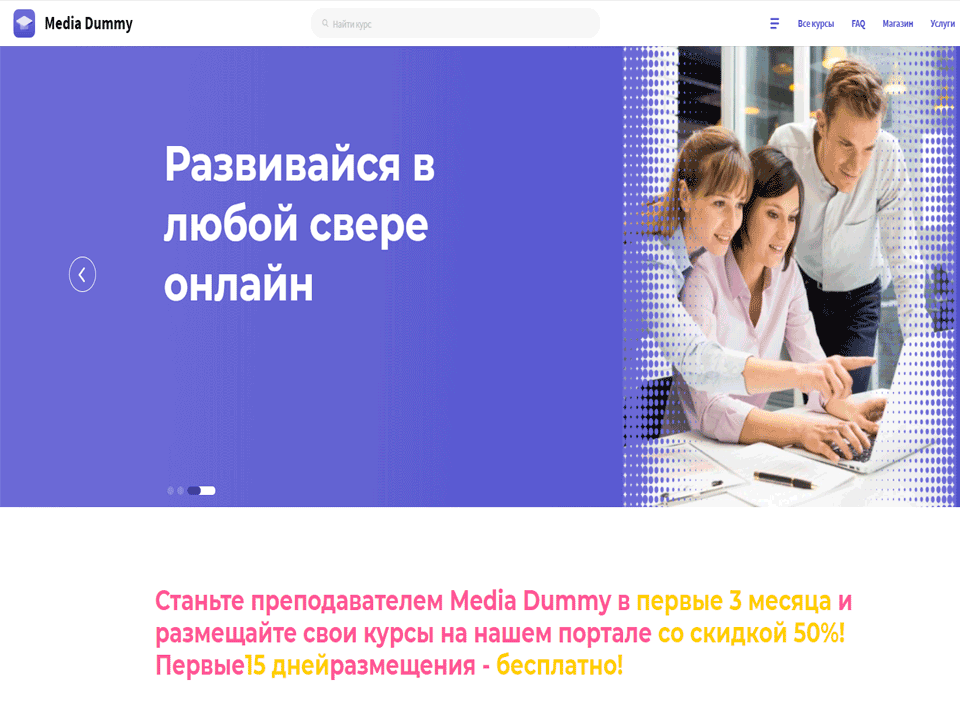 Media Dummy
Найти курс
Все курсы
FAQ
Магазин
Услуги
Развивайся в
любой свере
онлайн
Станьте преподавателем Media Dummy в первые 3 месяца и
размещайте свои курсы на нашем портале со скидкой 50%!
Первые15 днейразмещения - бесплатно!